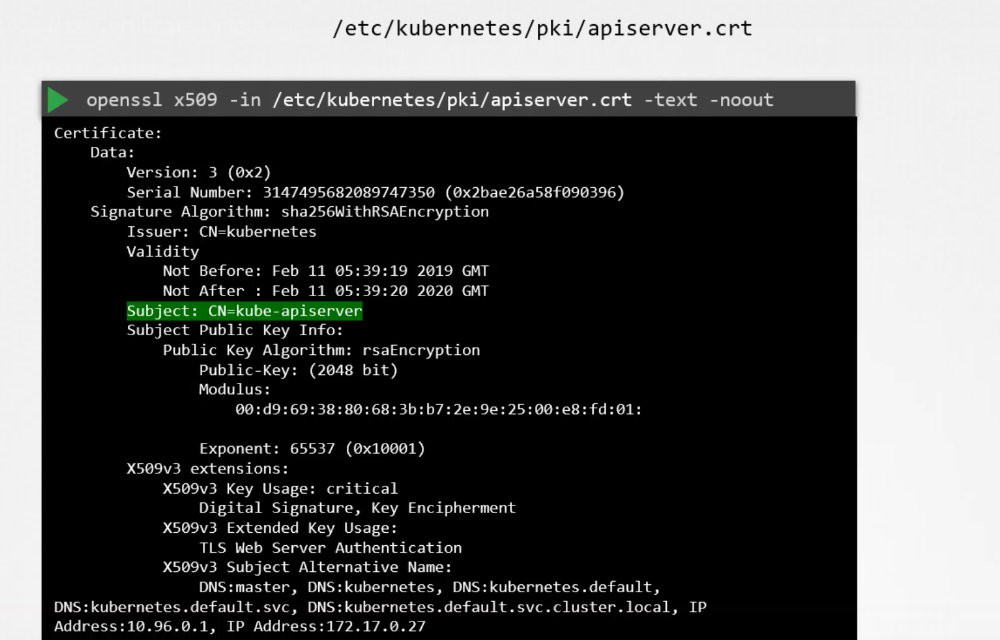 /etc/kubernetes/pki/apiserver.crt
openssl x509 -in /etc/kubernetes/pki/apiserver.crt -text -noout
Certificate:
Data:
Version: 3 (0x2)
Serial Number: 3147495682089747350 (0x2bae26a58f090396)
Signature Algorithm: sha256WithRSAEncryption
Issuer: CN=kubernetes
Validity
Not Before: Feb 11 05:39:19 2019 GMT
Not After : Feb 11 05:39:20 2020 GMT
Subject: CN=kube-apiserver
Subject Public Key Info:
Public Key Algorithm: rsaEncryption
Public-Key: (2048 bit)
Modulus:
00:d9:69:38:80:68:3b:b7:2e:9e:25:00:e8:fd:01:
Exponent: 65537 (0x10001)
X509v3 extensions:
X509v3 Key Usage: critical
Digital Signature, Key Encipherment
X509v3 Extended Key Usage:
TLS Web Server Authentication
X509v3 Subject Alternative Name:
DNS:master, DNS:kubernetes, DNS:kubernetes.default,
DNS:kubernetes.default.svc, DNS:kubernetes.default.svc.cluster.local, IP
Address:10.96.0.1, IP Address:172.17.0.27